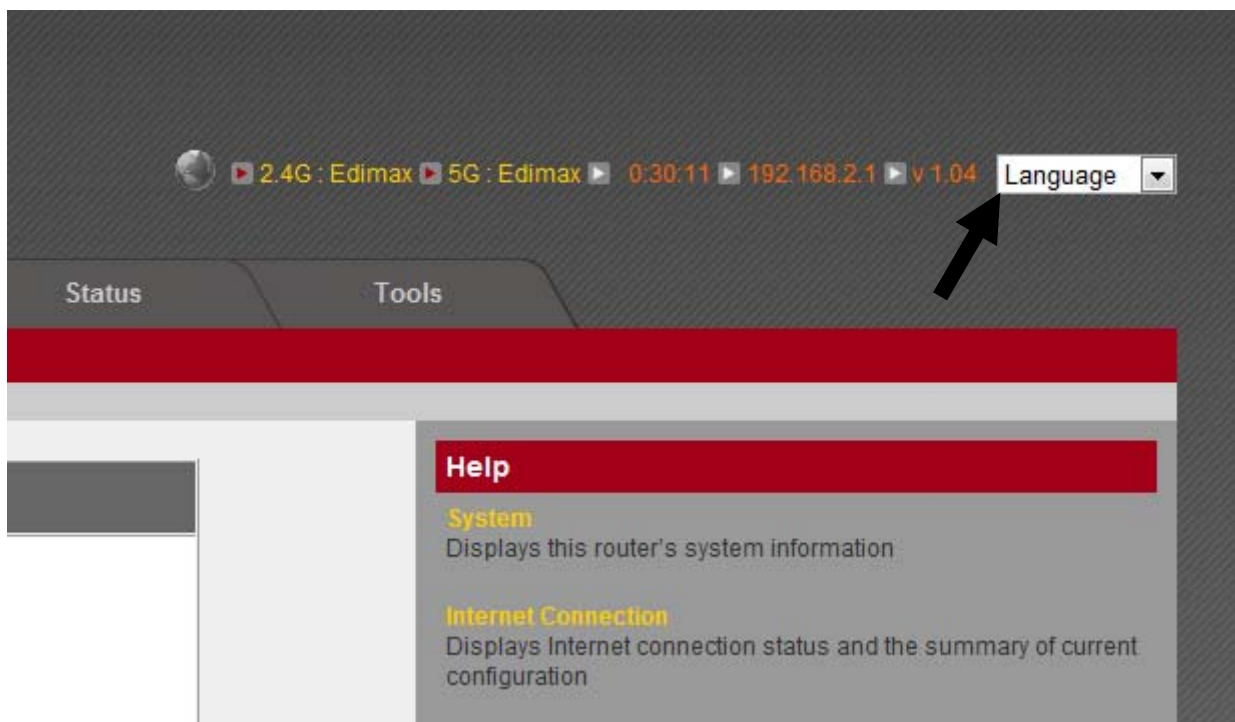 2.4G : Edimax 5G : Edimax 0:30:11 192.168.2.1 v 1.04 Language
Status Tools
Help
System
Displays this router's system information
Internet Connection
Displays Internet connection status and the summary of current
configuration